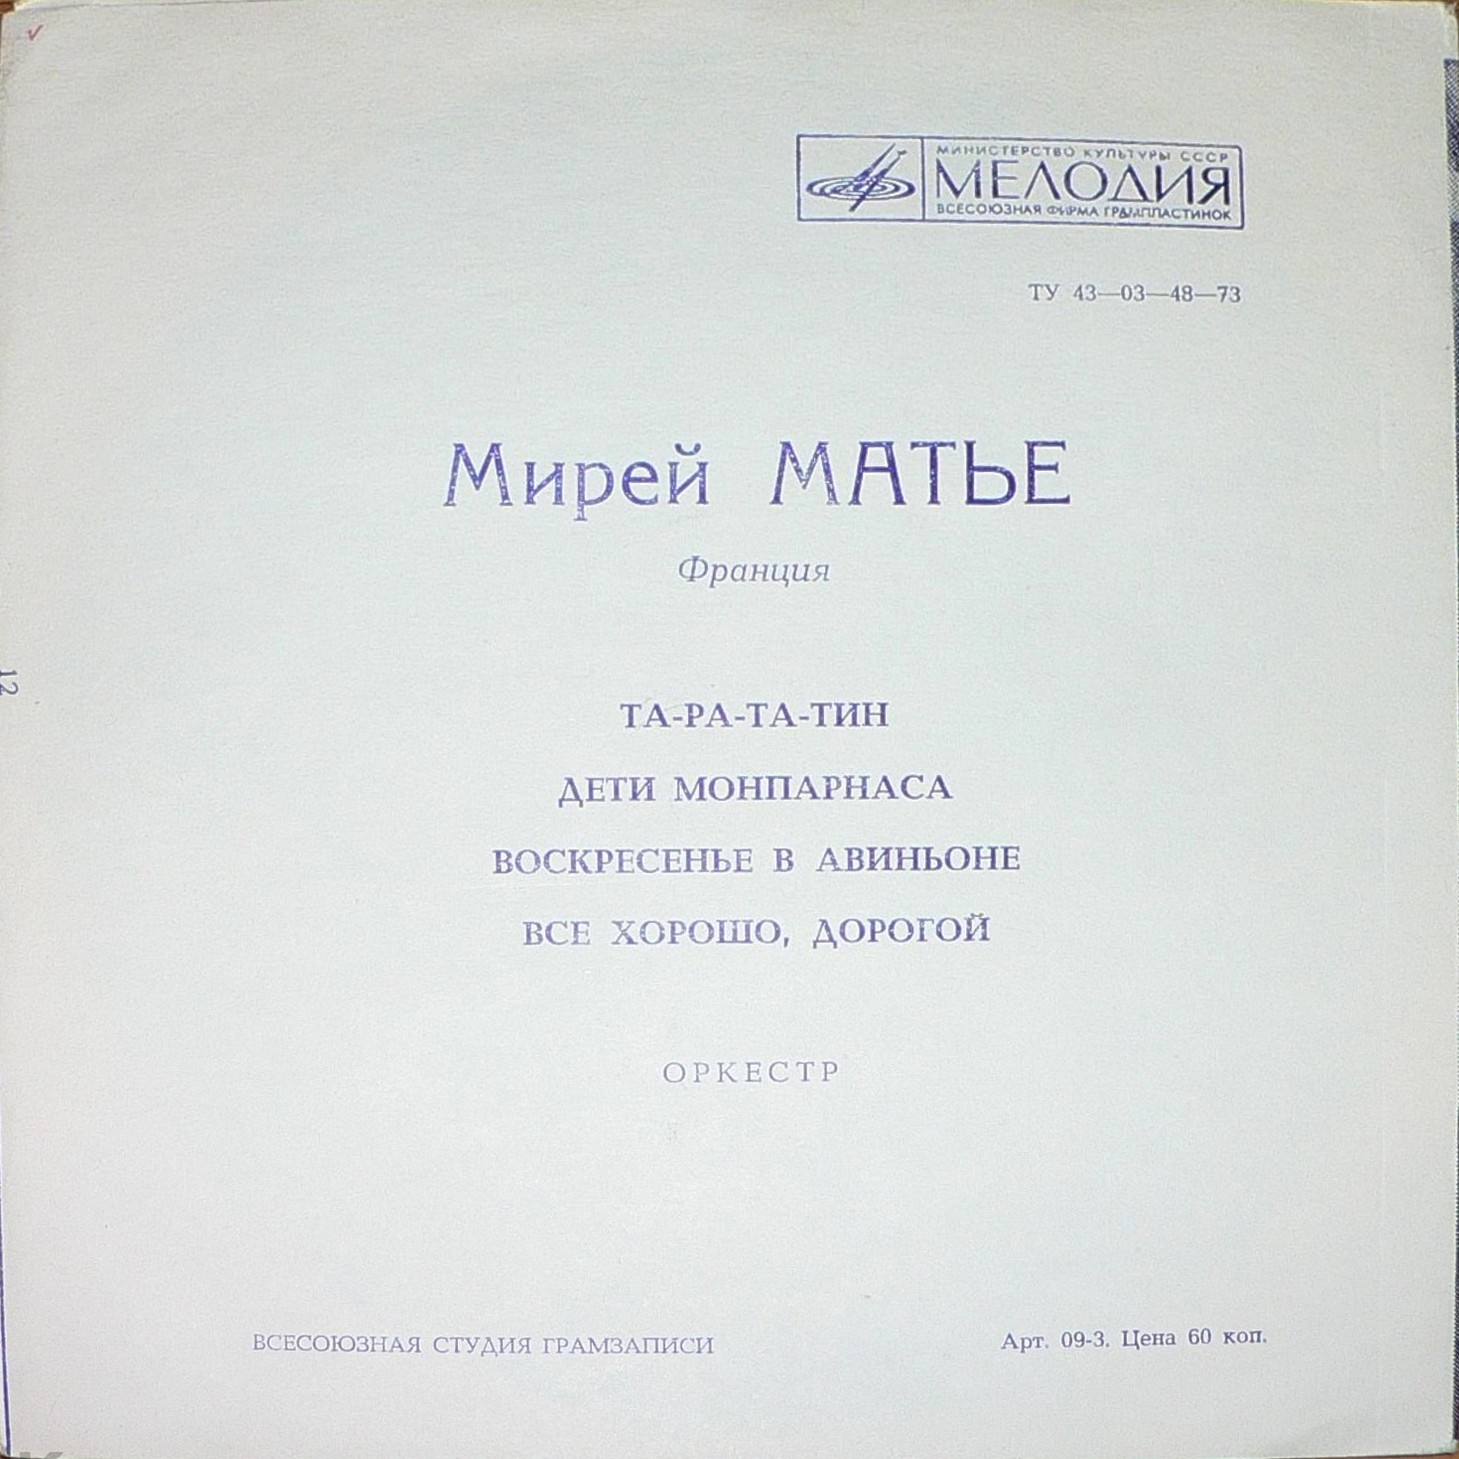 МИНИСТЕРСТВО КУЛЬТУРЫ СССР
МЕЛОДИЯ
ВСЕСОЮЗНАЯ ФИРМА ГРАМПЛАСТИНОК
ТУ 43—03—48—73
Мирей МАТЬЕ
Франция
12
ТА-РА-ТА-ТИН
ДЕТИ МОНПАРНАСА
ВОСКРЕСЕНЬЕ В АВИНЬОНЕ
ВСЕ ХОРОШО, ДОРОГОЙ
ОРКЕСТР
ВСЕСОЮЗНАЯ СТУДИЯ ГРАМЗАПИСИ
Арт. 09-3. Цена 60 коп.